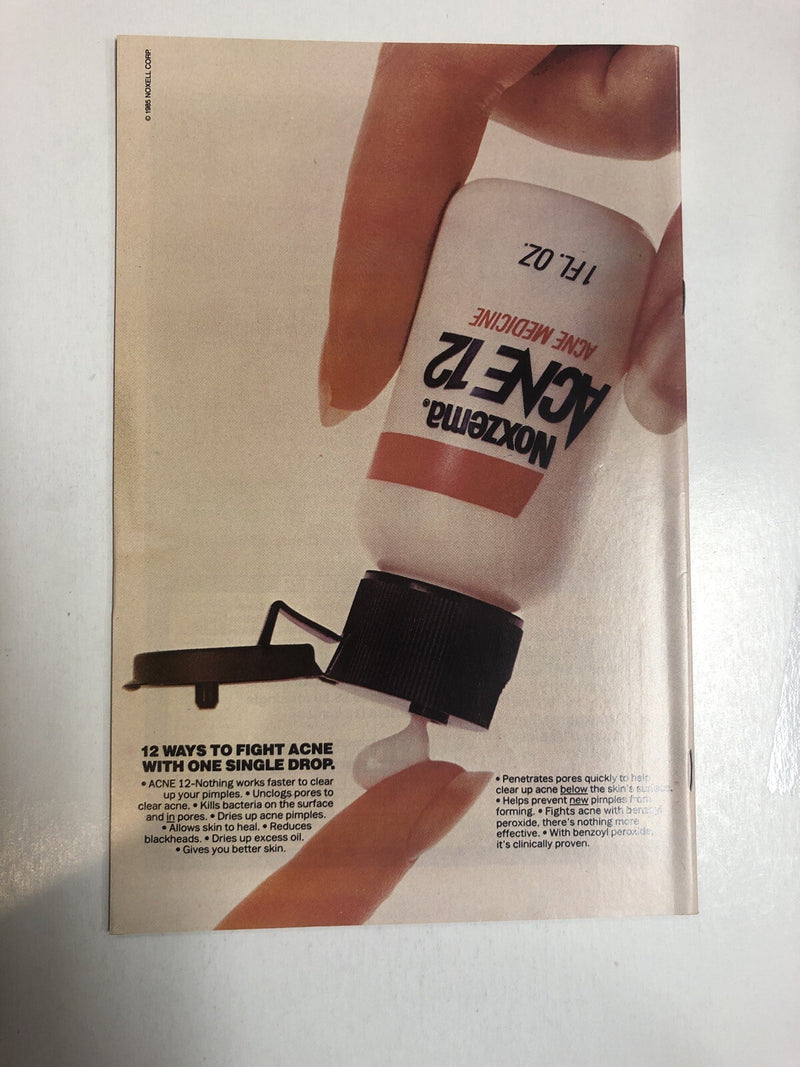 © 1985 NOXELL CORP.
1 FL. OZ.
ACNE MEDICINE
ACNE 12
Noxzema®
12 WAYS TO FIGHT ACNE
WITH ONE SINGLE DROP.
• ACNE 12–Nothing works faster to clear
up your pimples. • Unclogs pores to
clear acne. • Kills bacteria on the surface
and in pores. • Dries up acne pimples.
• Allows skin to heal. • Reduces
blackheads. • Dries up excess oil.
• Gives you better skin.
• Penetrates pores quickly to help
clear up acne below the skin's surface.
• Helps prevent new pimples from
forming. • Fights acne with benzoyl
peroxide, there's nothing more
effective. • With benzoyl peroxide,
it's clinically proven.